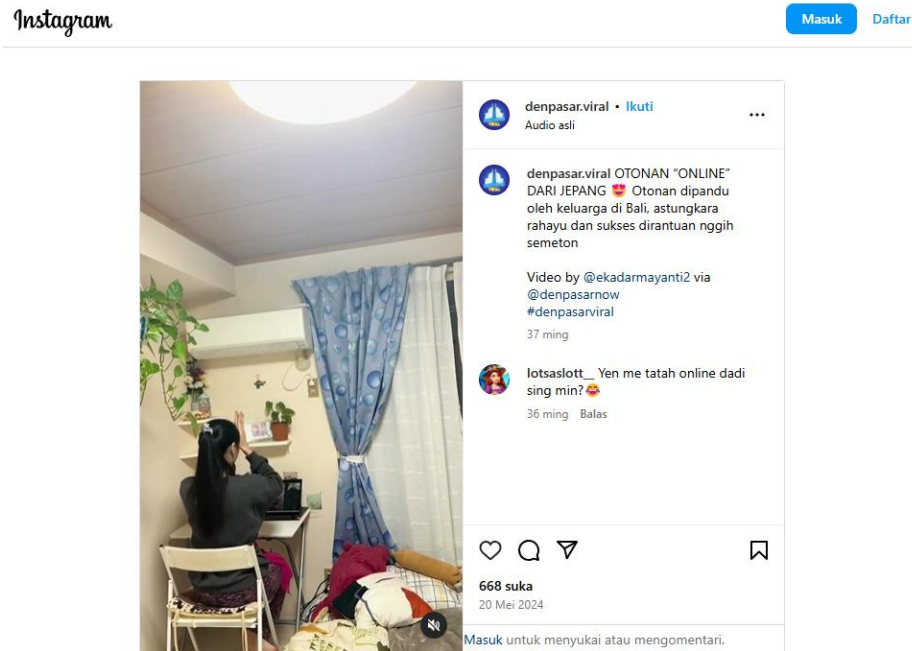 Instagram
Masuk
Daftar
denpasar.viral • Ikuti
Audio asli
denpasar.viral OTONAN “ONLINE”
DARI JEPANG 😍 Otonan dipandu
oleh keluarga di Bali, astungkara
rahayu dan sukses dirantuan nggih
semeton
Video by @ekadarmayanti2 via
@denpasarnow
#denpasarviral
37 ming
lotsaslott__ Yen me tatah online dadi
sing min?😂
36 ming Balas
668 suka
20 Mei 2024
Masuk untuk menyukai atau mengomentari.